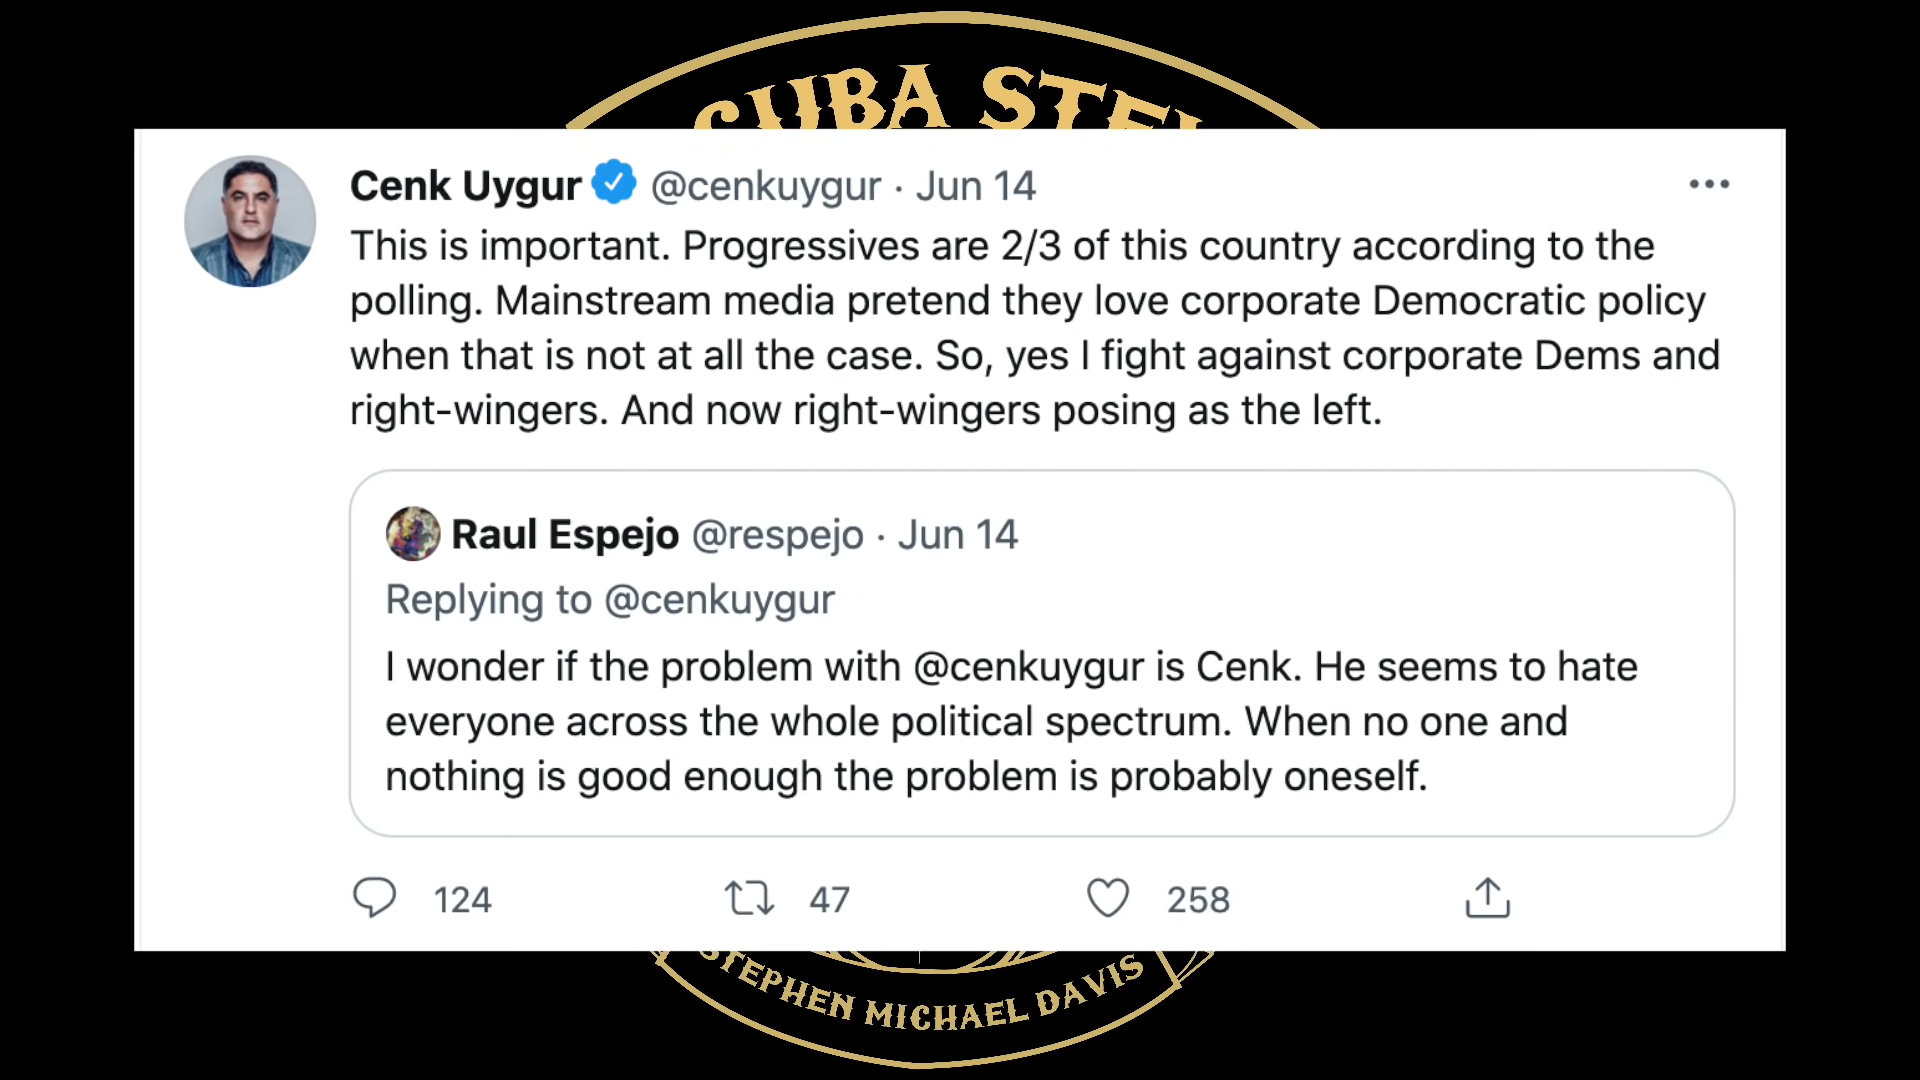 CUBA STE
Cenk Uygur @cenkuygur · Jun 14
This is important. Progressives are 2/3 of this country according to the
polling. Mainstream media pretend they love corporate Democratic policy
when that is not at all the case. So, yes I fight against corporate Dems and
right-wingers. And now right-wingers posing as the left.
Raul Espejo @respejo · Jun 14
Replying to @cenkuygur
I wonder if the problem with @cenkuygur is Cenk. He seems to hate
everyone across the whole political spectrum. When no one and
nothing is good enough the problem is probably oneself.
124 47 258
STEPHEN MICHAEL DAVIS